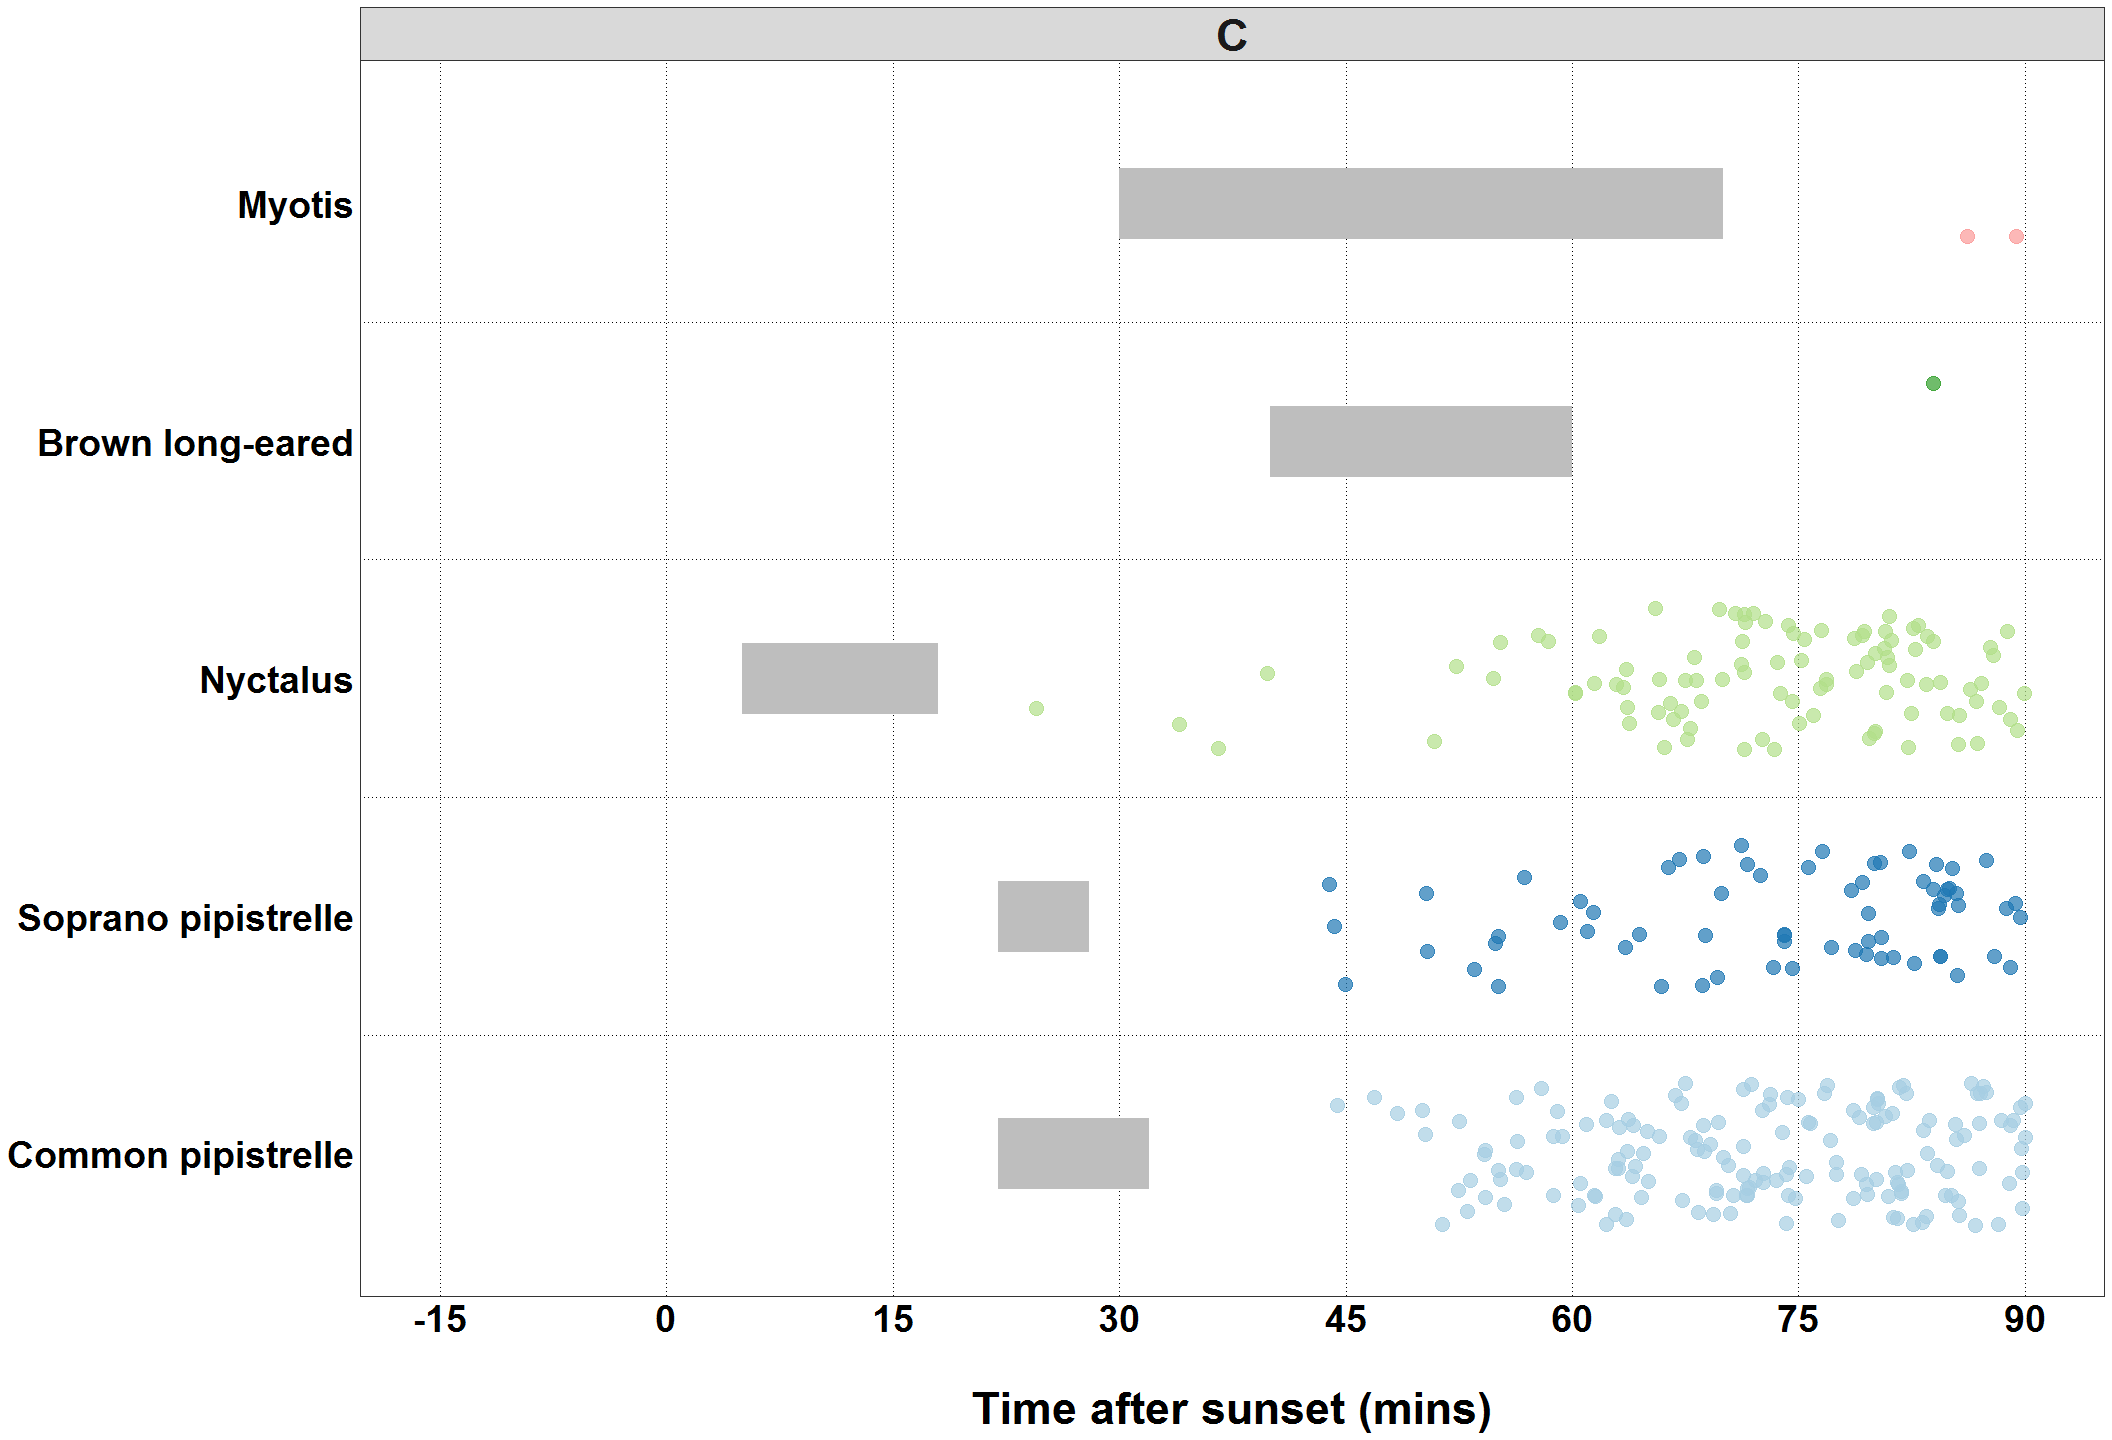 C
Myotis
Brown long-eared
Nyctalus
Soprano pipistrelle
Common pipistrelle
-15 0 15 30 45 60 75 90
Time after sunset (mins)